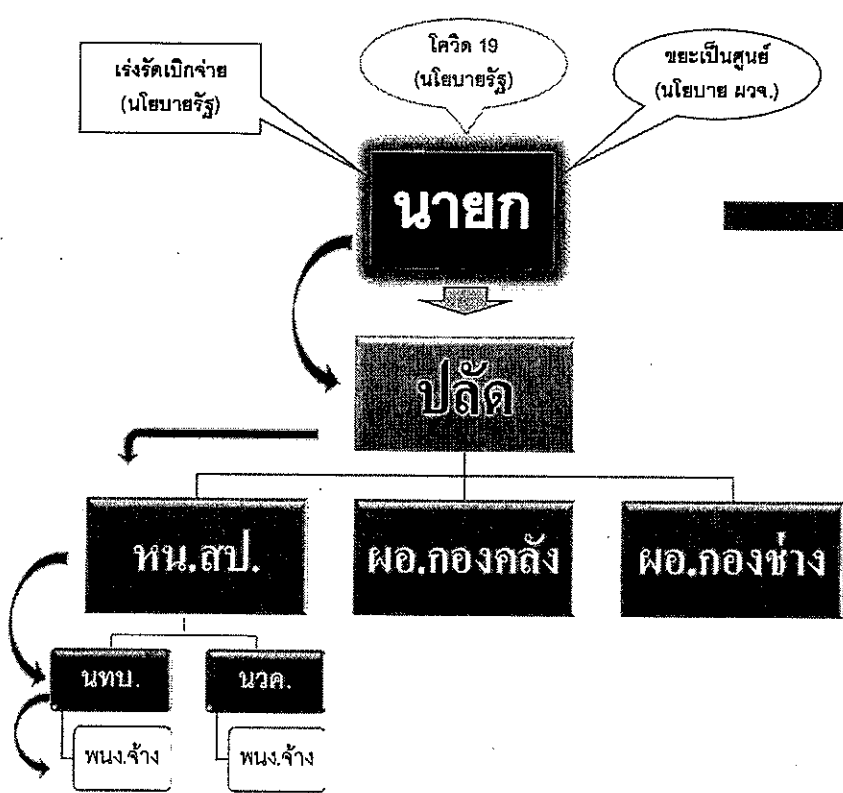 เร่งรัดเบิกจ่าย
(นโยบายรัฐ)
โควิด 19
(นโยบายรัฐ)
ขยะเป็นศูนย์
(นโยบาย ผวจ.)
นายก
ปลัด
หน.สป.
ผอ.กองคลัง
ผอ.กองช่าง
นทบ.
นวค.
พนง.จ้าง
พนง.จ้าง